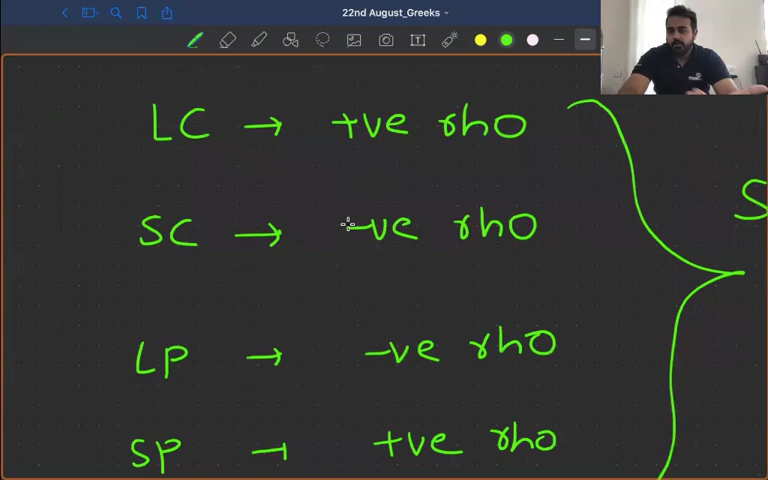 22nd August_Greeks
LC → +ve rho
S
SC → -ve rho
LP → -ve rho
SP → +ve rho